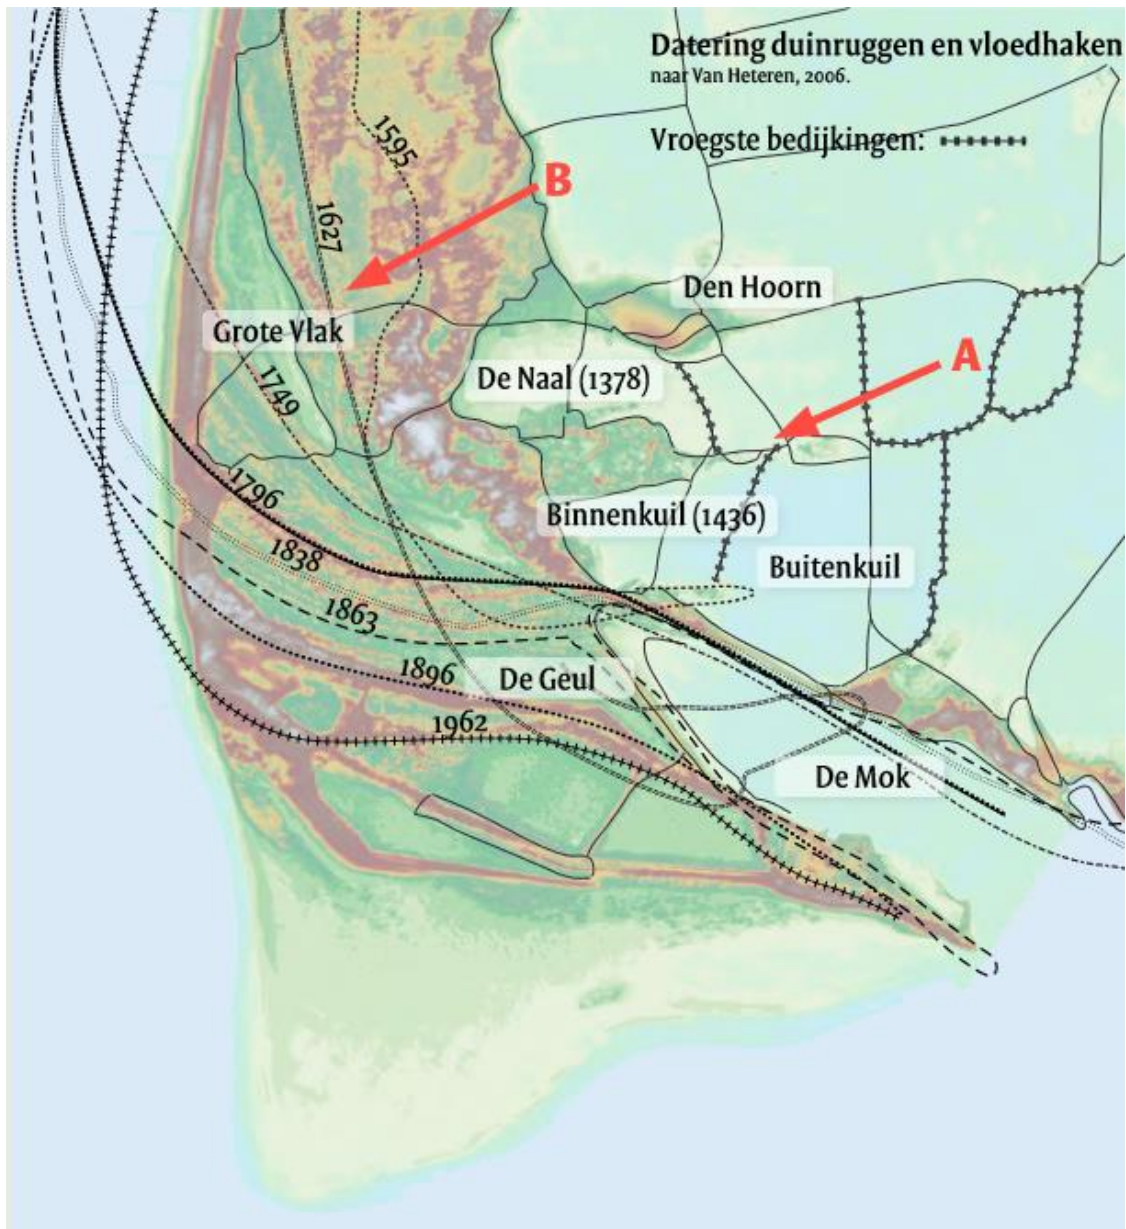 Datering duinruggen en vloedhaken
naar Van Heteren, 2006.
Vroegste bedijkingen:
1595
B
1627
Den Hoorn
Grote Vlak
A
De Naal (1378)
1749
1796
Binnenkuil (1436)
1838
Buitenkuil
1863
1896
De Geul
1962
De Mok